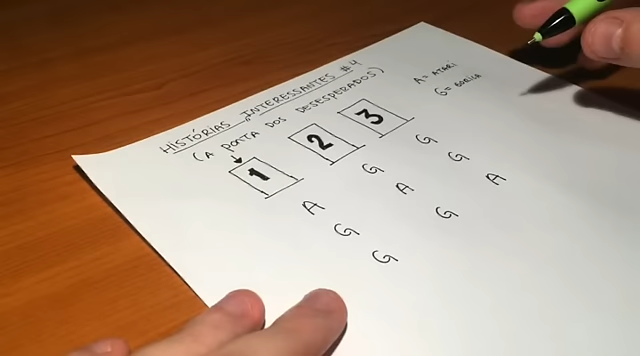 HISTÓRIAS INTERESSANTES #4
(A PORTA DOS DESESPERADOS)
A = ATARI
G = GORILA
1 2 3
A G G
G A G
G G A